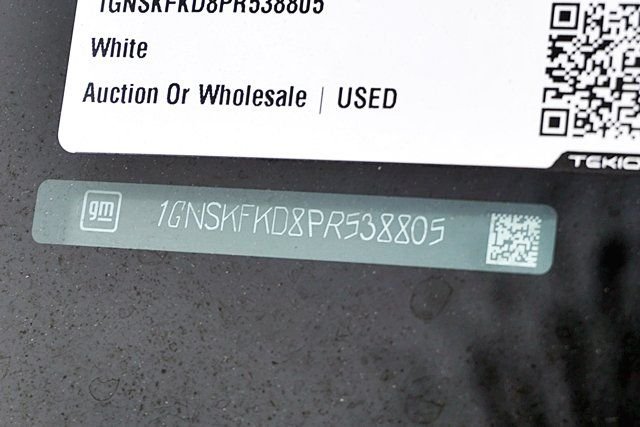 1GNSKFKD8PR538805
White
Auction Or Wholesale | USED
TEKIO
gm 1GNSKFKD8PR538805